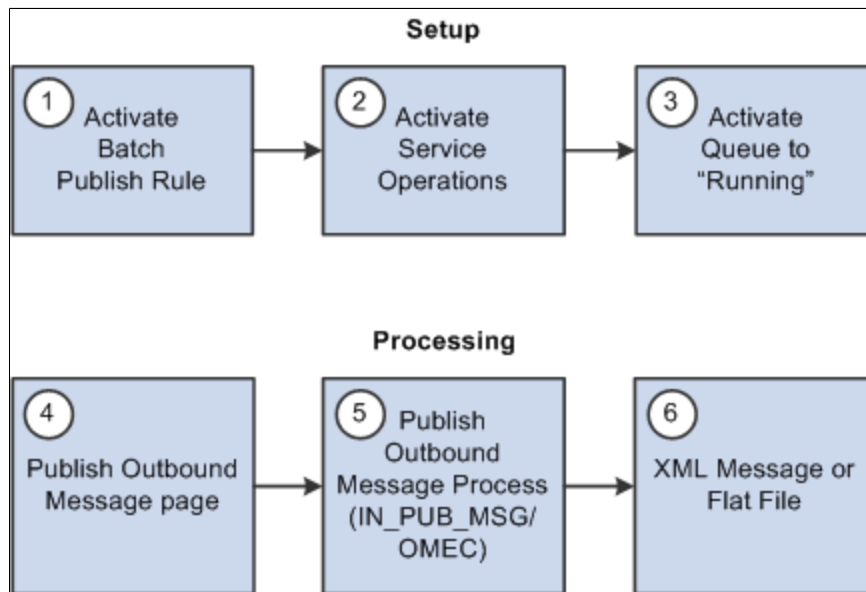 Setup
1
Activate
Batch
Publish Rule
2
Activate
Service
Operations
3
Activate
Queue to
“Running”
Processing
4
Publish Outbound
Message page
5
Publish
Outbound
Message Process
(IN_PUB_MSG/
OMEC)
6
XML Message or
Flat File